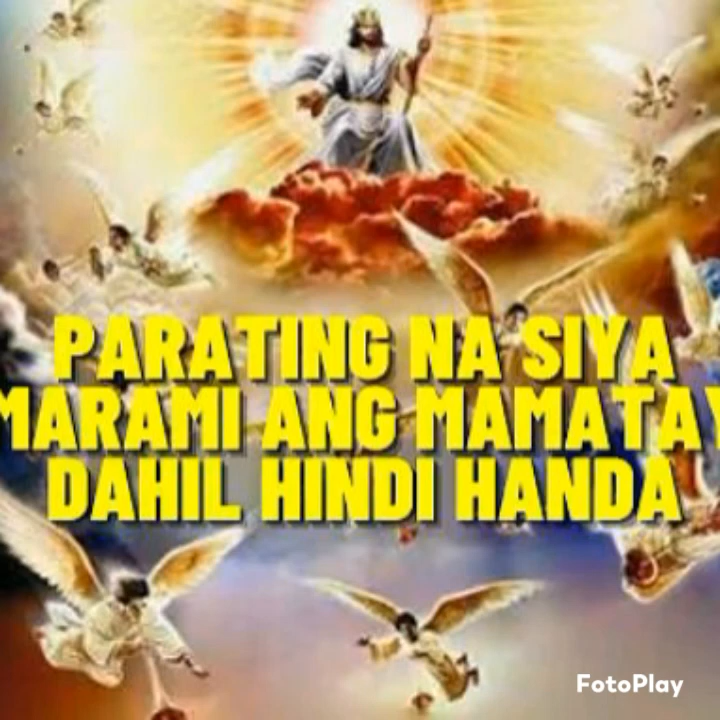 PARATING NA SIYA
MARAMI ANG MAMATAY
DAHIL HINDI HANDA
FotoPlay